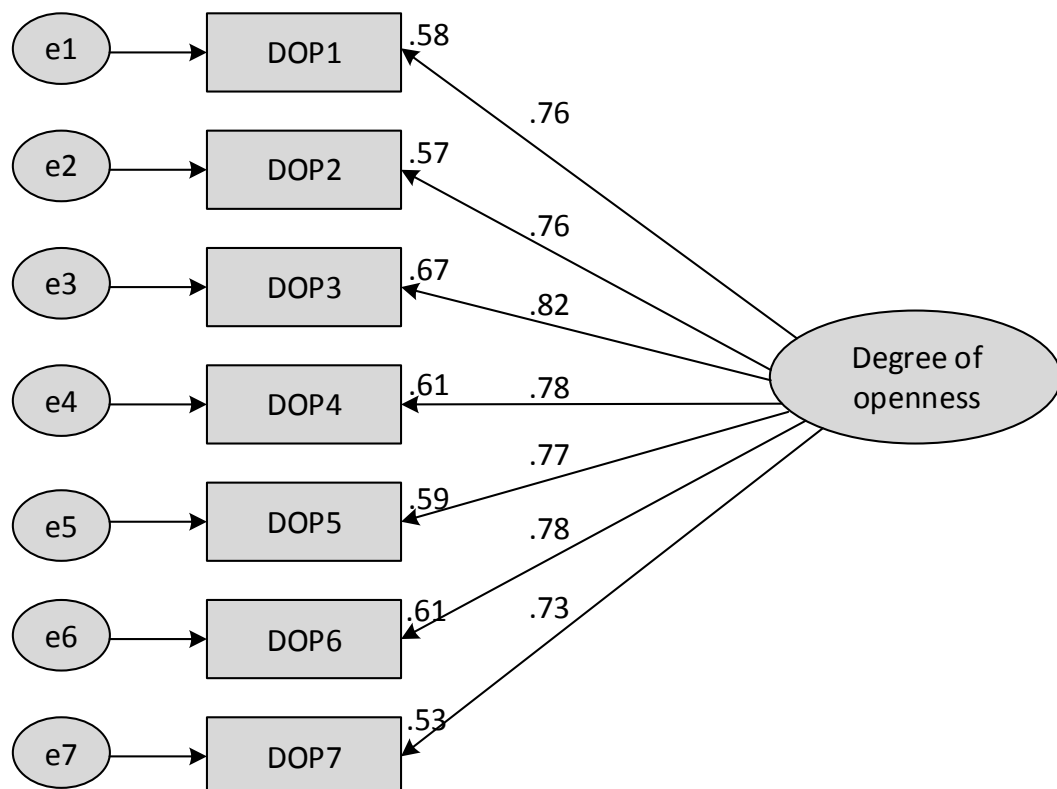 e1
DOP1
.58
.76
e2
DOP2
.57
.76
e3
DOP3
.67
.82
Degree of
openness
e4
DOP4
.61
.78
e5
DOP5
.59
.77
e6
DOP6
.61
.78
e7
DOP7
.53
.73